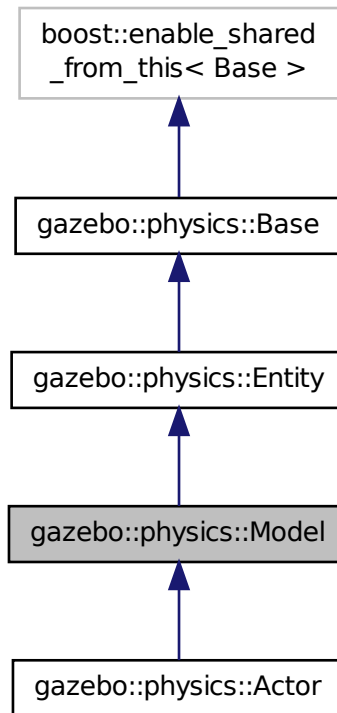 boost::enable_shared
_from_this< Base >
gazebo::physics::Base
gazebo::physics::Entity
gazebo::physics::Model
gazebo::physics::Actor